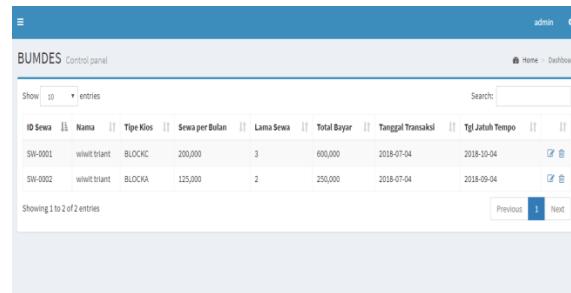 admin
BUMDES Control panel
Home > Dashboa
Show 10 entries
Search:
ID Sewa Nama Tipe Kios Sewa per Bulan Lama Sewa Total Bayar Tanggal Transaksi Tgl Jatuh Tempo
SW-0001 wiwit triant BLOCKC 200,000 3 600,000 2018-07-04 2018-10-04
SW-0002 wiwit triant BLOCKA 125,000 2 250,000 2018-07-04 2018-09-04
Showing 1 to 2 of 2 entries
Previous 1 Next